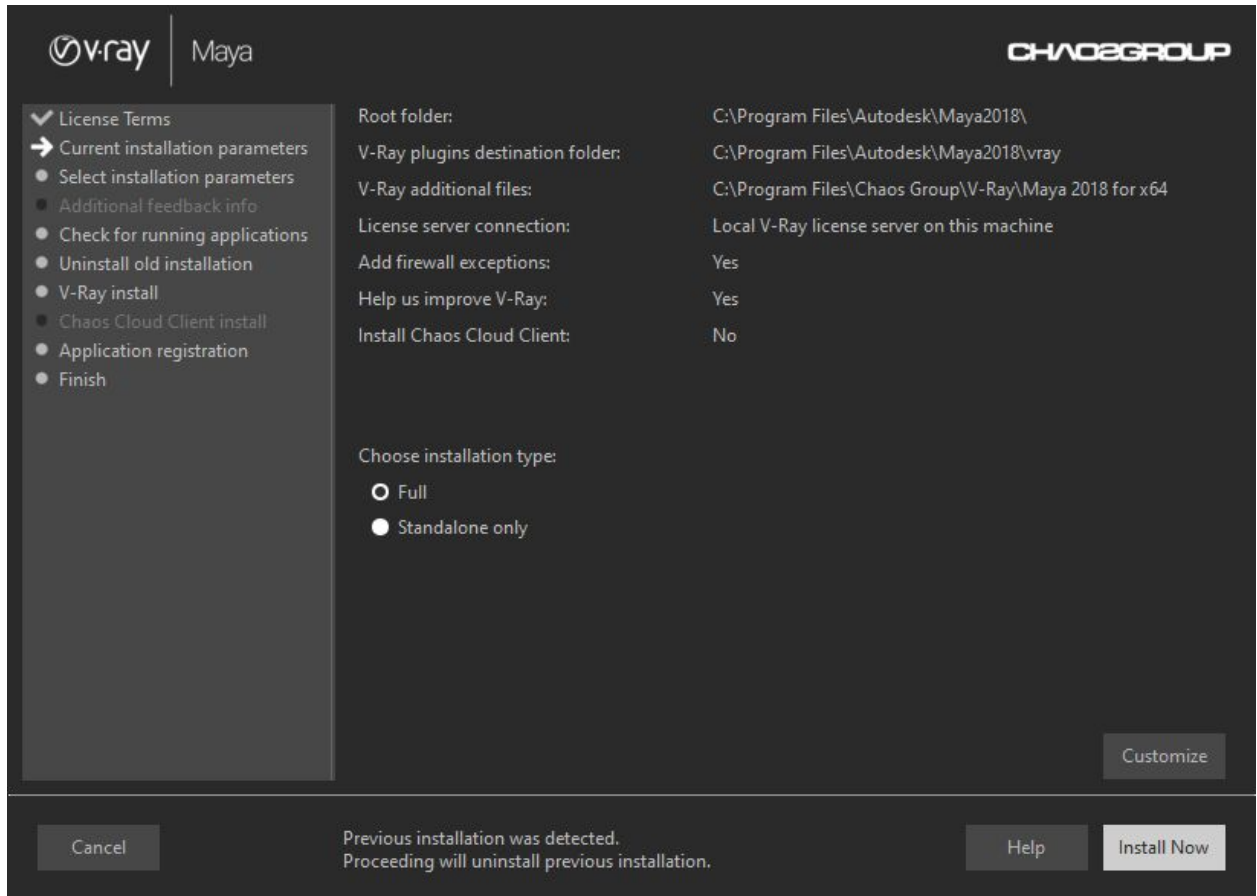 v·ray
Maya
CHAOSGROUP
License Terms
Current installation parameters
Select installation parameters
Additional feedback info
Check for running applications
Uninstall old installation
V-Ray install
Chaos Cloud Client install
Application registration
Finish
Root folder: C:\Program Files\Autodesk\Maya2018\
V-Ray plugins destination folder: C:\Program Files\Autodesk\Maya2018\vray
V-Ray additional files: C:\Program Files\Chaos Group\V-Ray\Maya 2018 for x64
License server connection: Local V-Ray license server on this machine
Add firewall exceptions: Yes
Help us improve V-Ray: Yes
Install Chaos Cloud Client: No
Choose installation type:
Full
Standalone only
Customize
Cancel
Previous installation was detected.
Proceeding will uninstall previous installation.
Help
Install Now